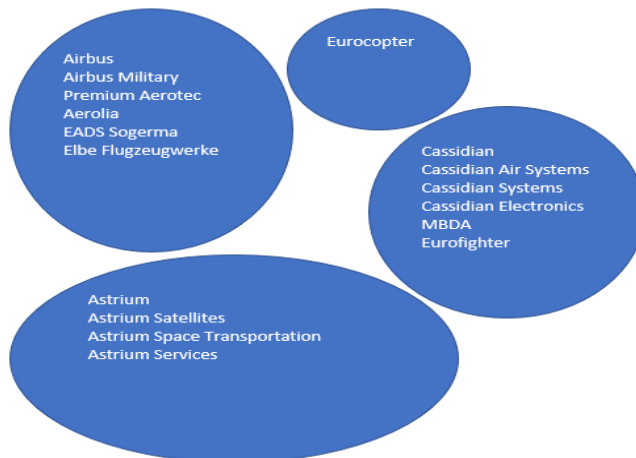 Airbus
Airbus Military
Premium Aerotec
Aerolia
EADS Sogerma
Elbe Flugzeugwerke
Eurocopter
Cassidian
Cassidian Air Systems
Cassidian Systems
Cassidian Electronics
MBDA
Eurofighter
Astrium
Astrium Satellites
Astrium Space Transportation
Astrium Services